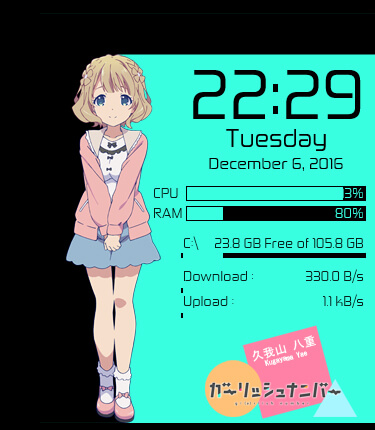 22:29
Tuesday
December 6, 2016
CPU 3%
RAM 80%
C:\ 23.8 GB Free of 105.8 GB
Download : 330.0 B/s
Upload : 1.1 kB/s
久我山 八重
Kugayama Yae
ガーリッシュナンバー